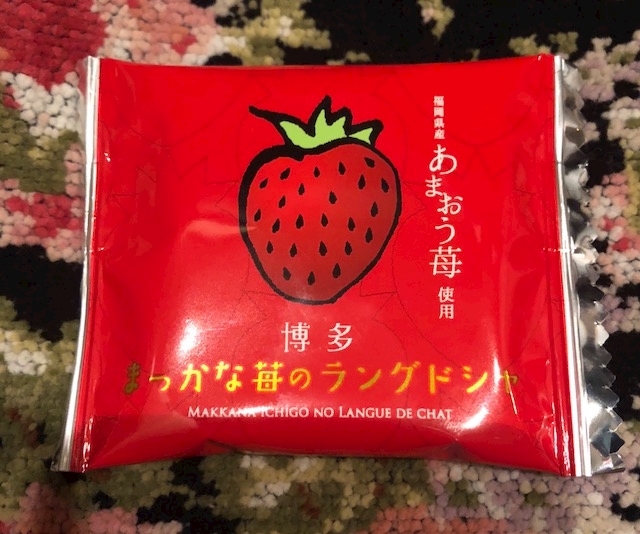 福岡県産
あまおう苺
使用
博多
まっかな苺のラングドシャ
MAKKANA ICHIGO NO LANGUE DE CHAT